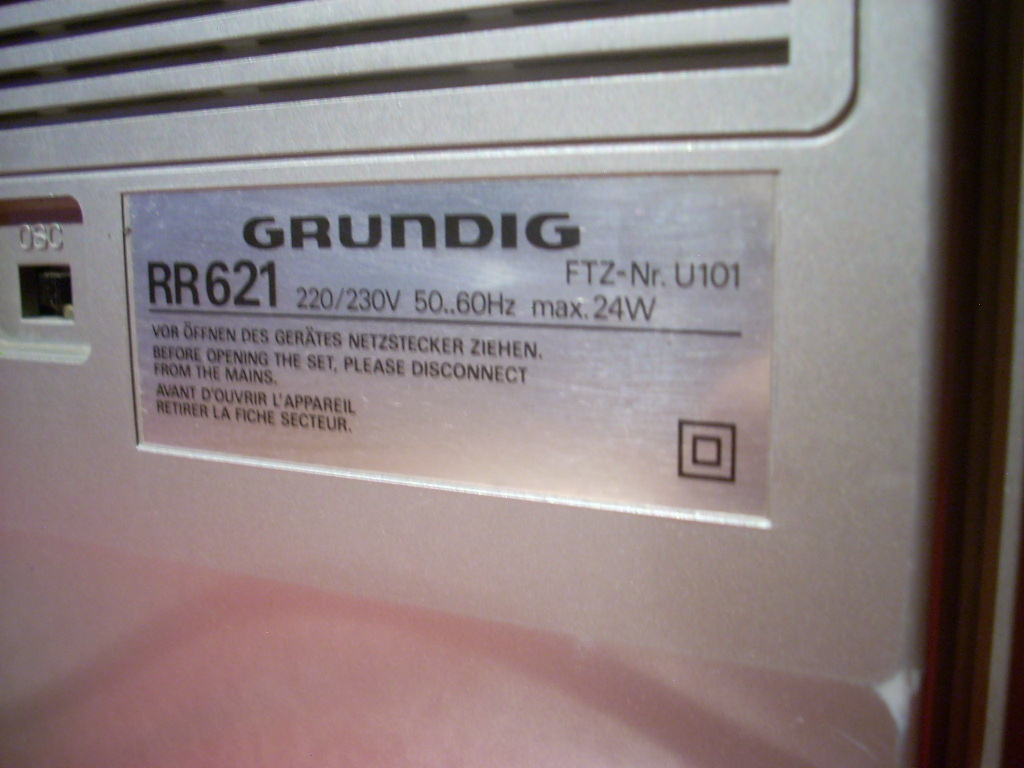 OSC
GRUNDIG
RR621 220/230V 50..60Hz max. 24W
FTZ-Nr. U101
VOR ÖFFNEN DES GERÄTES NETZSTECKER ZIEHEN.
BEFORE OPENING THE SET, PLEASE DISCONNECT
FROM THE MAINS.
AVANT D'OUVRIR L'APPAREIL
RETIRER LA FICHE SECTEUR.